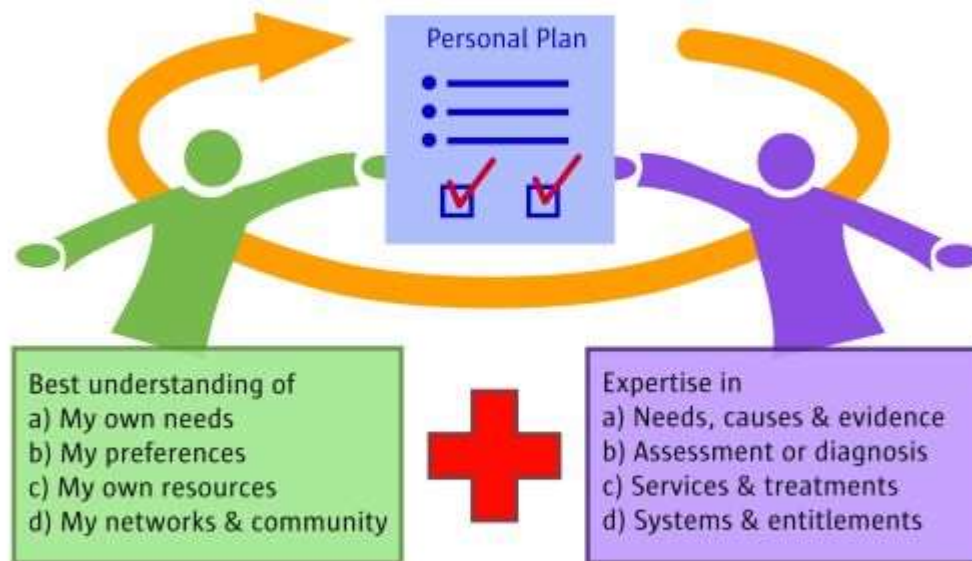 Personal Plan
Best understanding of
a) My own needs
b) My preferences
c) My own resources
d) My networks & community
Expertise in
a) Needs, causes & evidence
b) Assessment or diagnosis
c) Services & treatments
d) Systems & entitlements